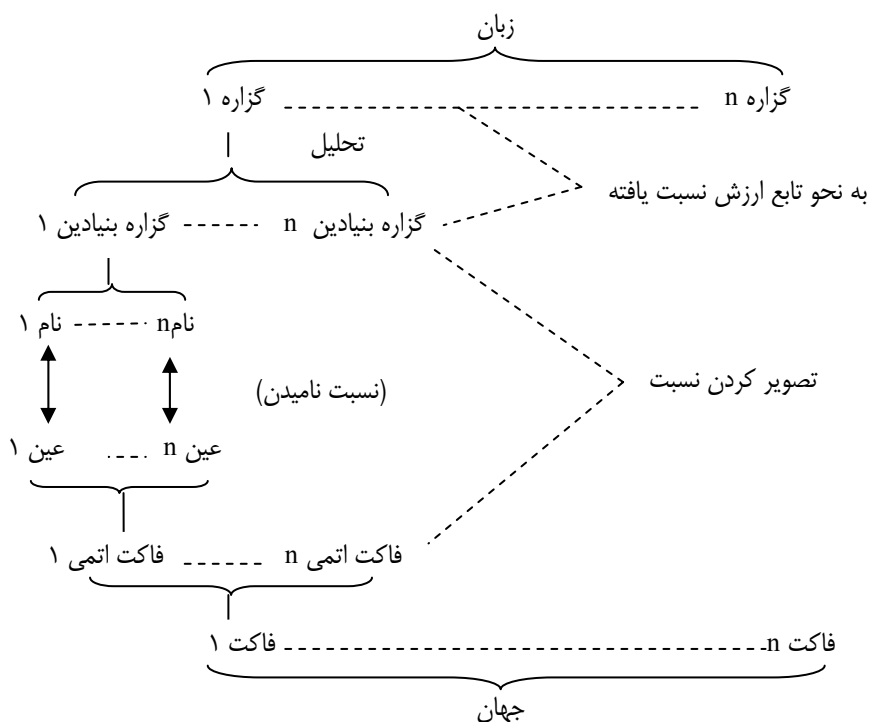 زبان
گزاره ۱ گزاره n
تحلیل
به نحو تابع ارزش نسبت یافته
گزاره بنیادین ۱ گزاره بنیادین n
نام ۱ نامn
(نسبت نامیدن)
تصویر کردن نسبت
عین ۱ عین n
فاکت اتمی ۱ فاکت اتمی n
فاکت ۱ فاکت n
جهان